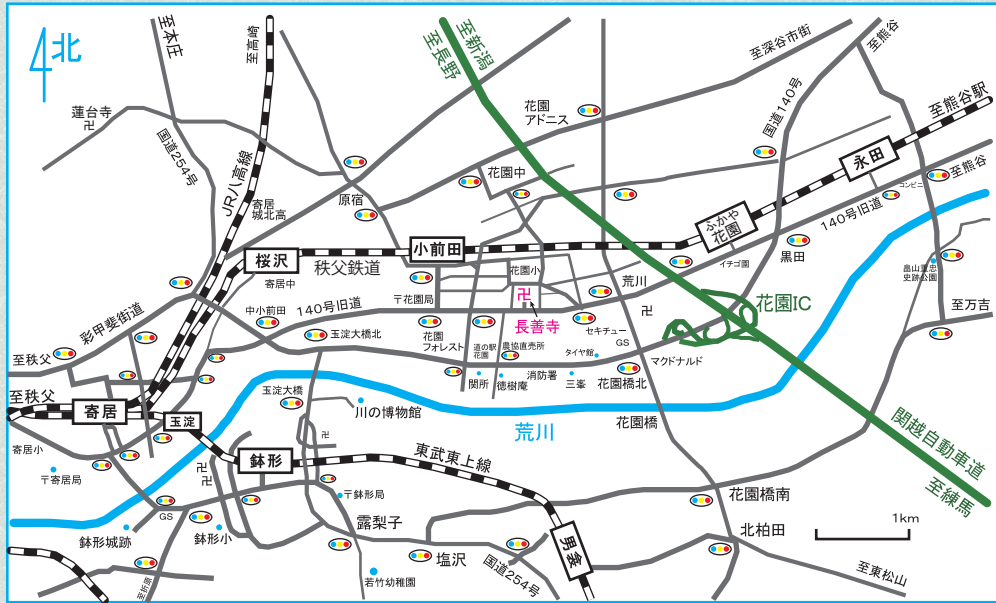 北
至本庄
至高崎
至長野
至新潟
至深谷市街
至熊谷
蓮台寺
卍
国道254号
JR八高線
花園
アドニス
国道140号
至熊谷駅
原宿
花園中
永田
コンビニ
至熊谷
寄居
城北高
ふかや
花園
140号旧道
小前田
桜沢
秩父鉄道
寄居中
花園小
イチゴ園
黒田
畠山重忠
史跡公園
荒川
卍
卍
花園IC
至万吉
彩甲斐街道
中小前田
140号旧道
〒花園局
長善寺
セキチュー
GS
玉淀大橋北
花園
フォレスト
道の駅
花園
農協直売所
タイヤ館
マクドナルド
至秩父
関所
徳樹庵
消防署
三峯
花園橋北
至秩父
寄居
玉淀
玉淀大橋
川の博物館
荒川
花園橋
関越自動車道
寄居小
〒寄居局
卍
卍
卍
鉢形
東武東上線
至練馬
〒鉢形局
GS
鉢形城跡
鉢形小
露梨子
花園橋南
北柏田
1km
男衾
塩沢
国道254号
若竹幼稚園
至折原
至東松山